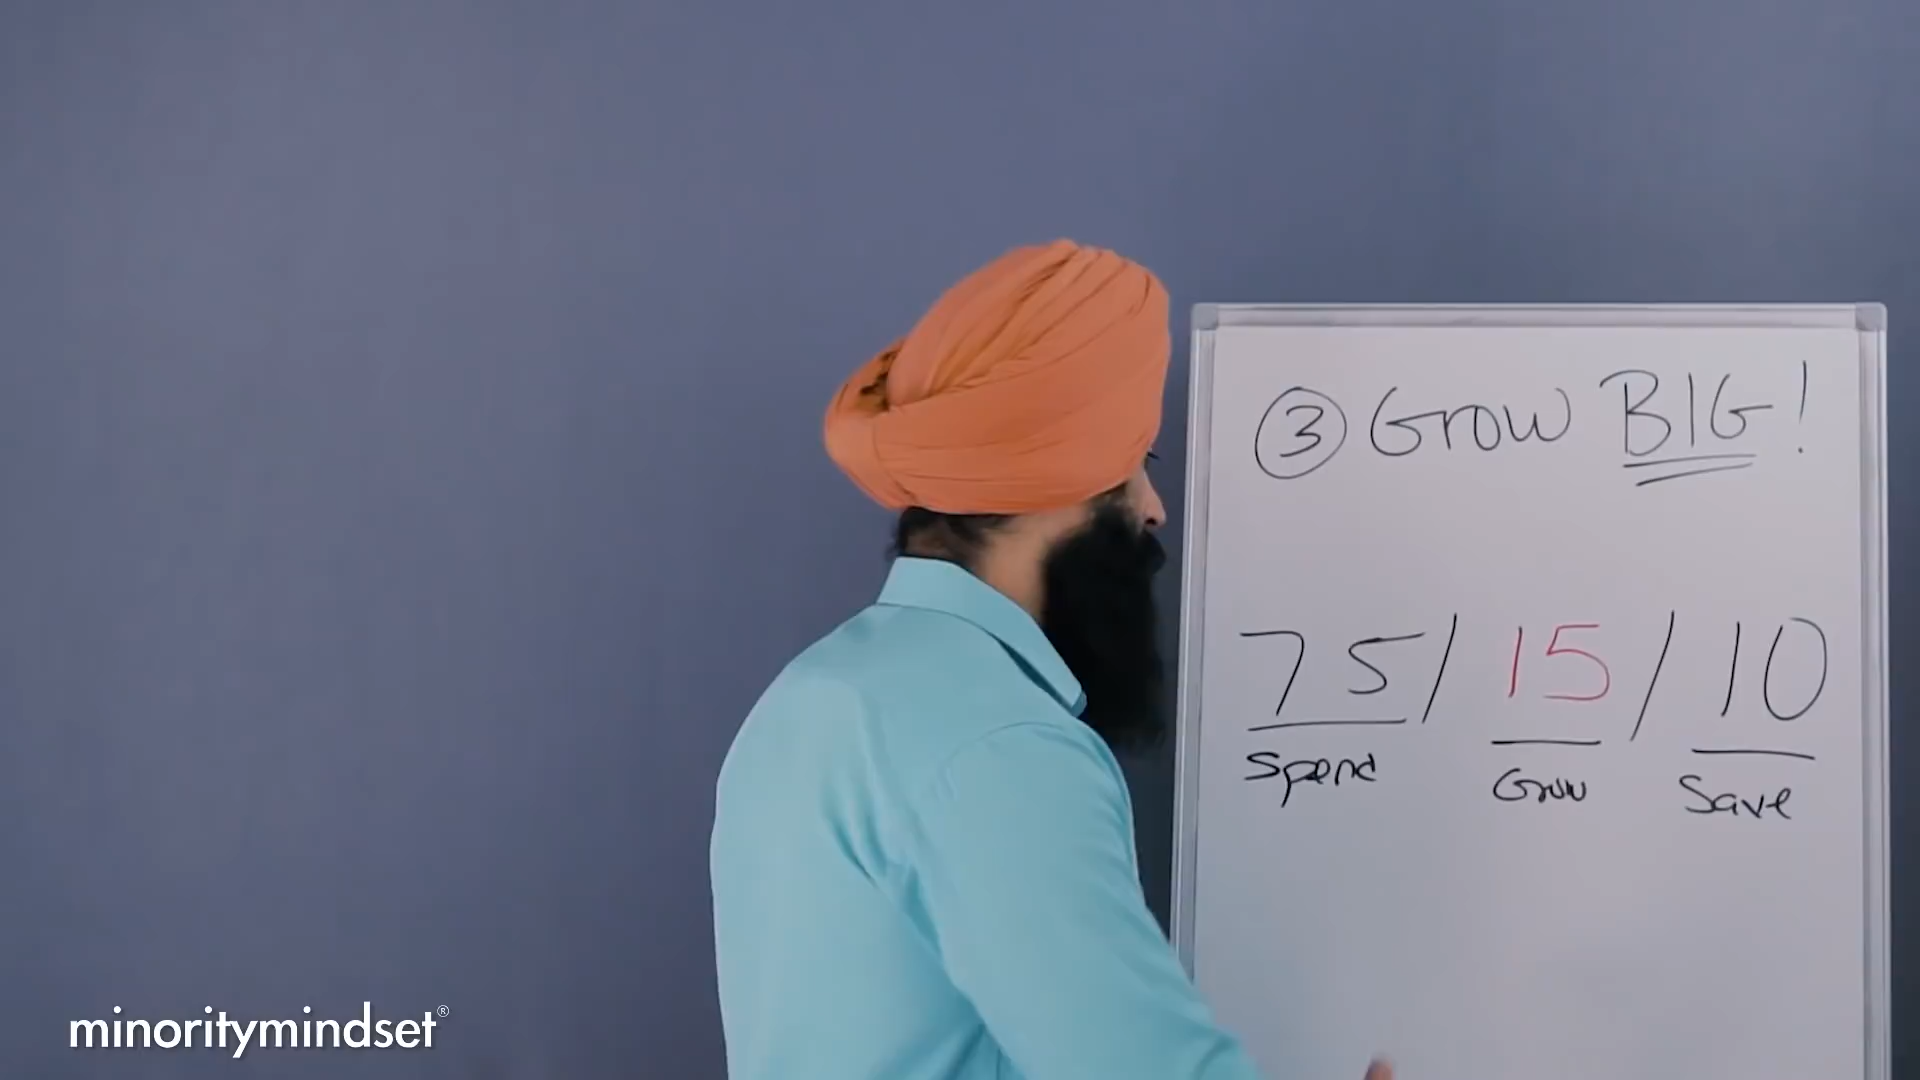 ③ Grow BIG!
75/15/10
Spend Grow Save
minoritymindset®